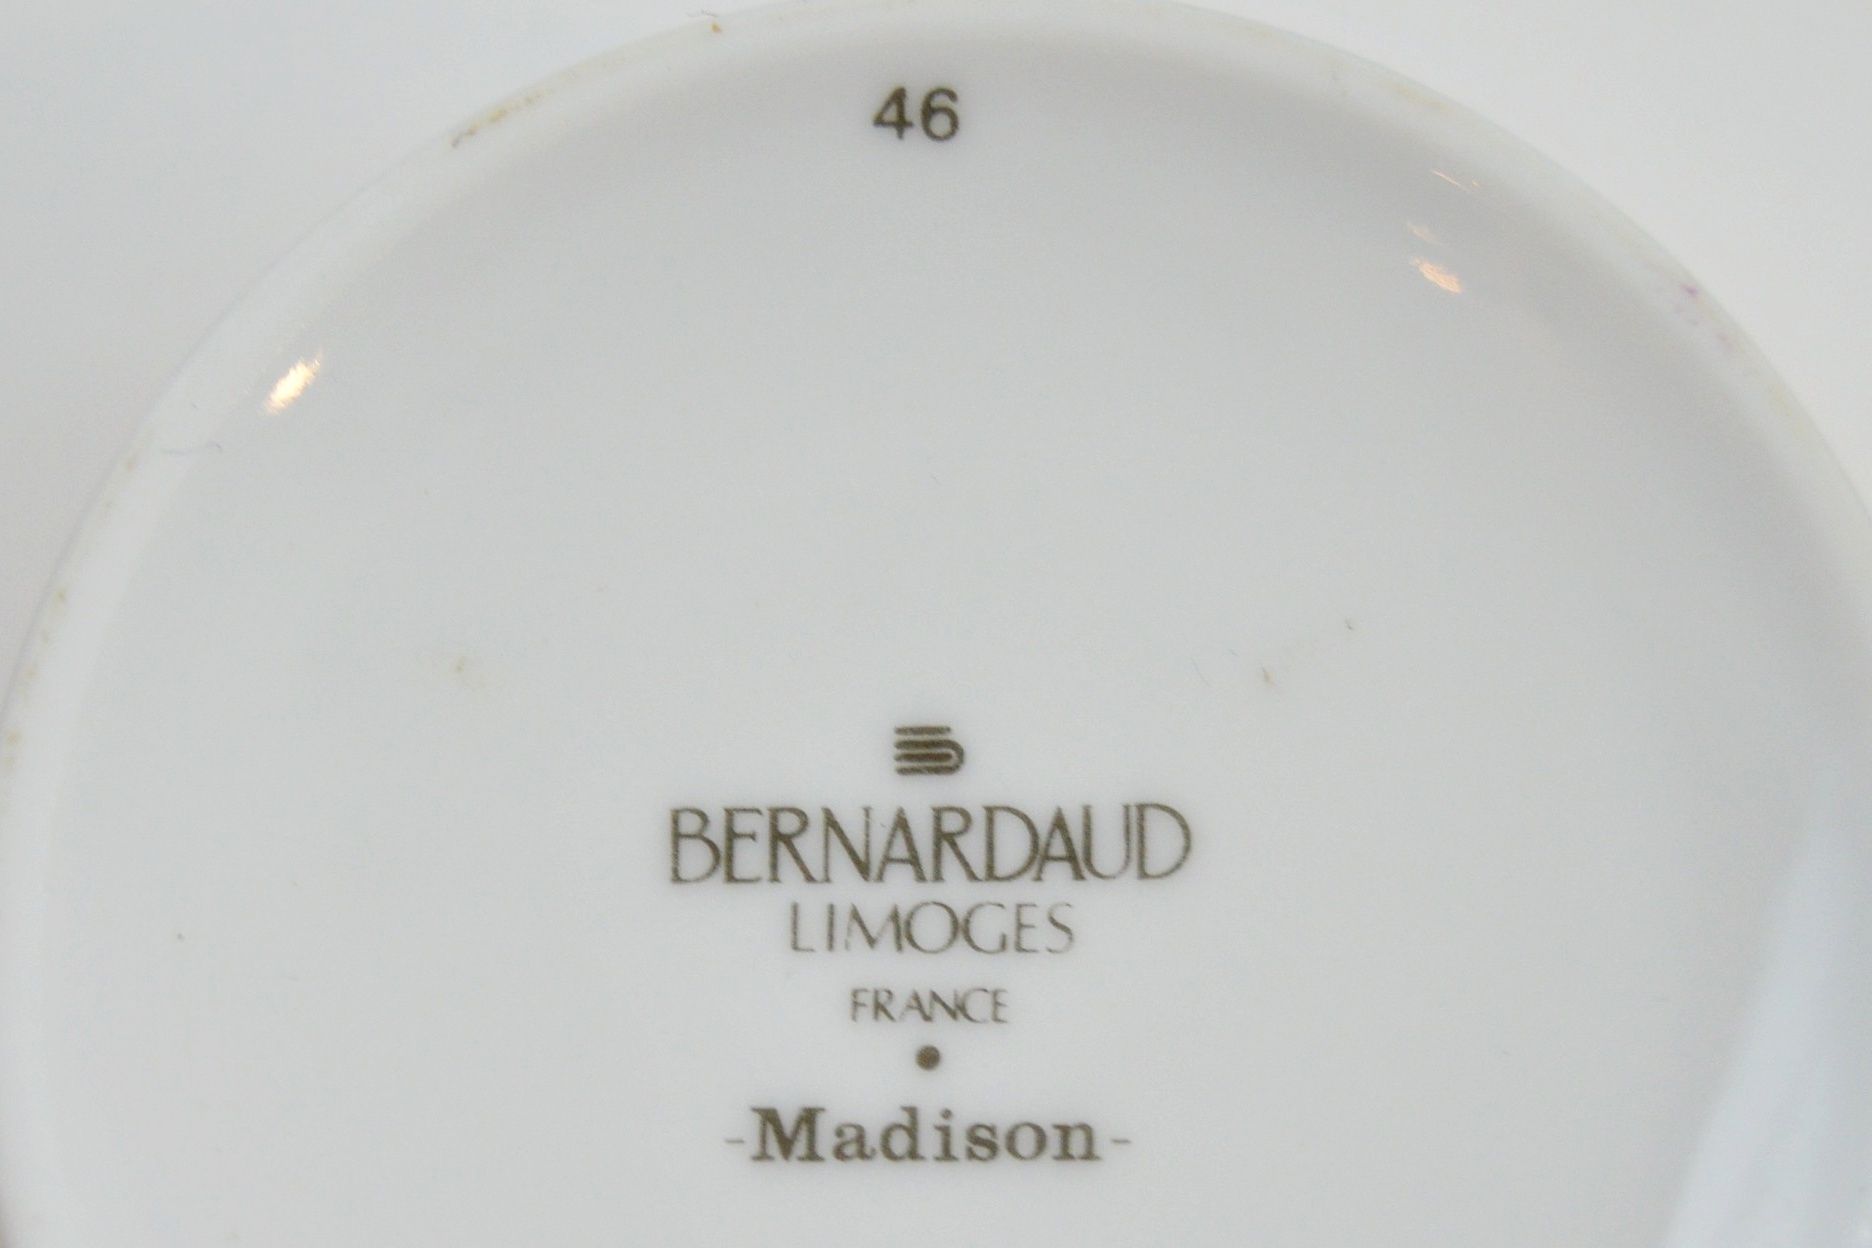 46
BERNARDAUD
LIMOGES
FRANCE
-Madison-